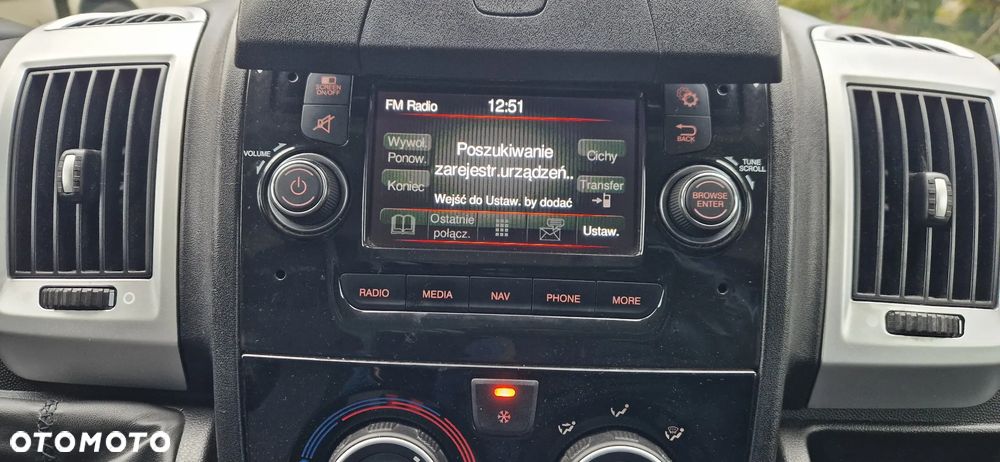 SCREEN
ON/OFF
FM Radio 12:51
Wywoł.
Ponow.
Poszukiwanie
zarejestr.urządzeń..
Cichy
Koniec
Transfer
Wejść do Ustaw. by dodać
Ostatnie
połącz.
Ustaw.
BACK
VOLUME
TUNE
SCROLL
BROWSE
ENTER
RADIO MEDIA NAV PHONE MORE
OTOMOTO